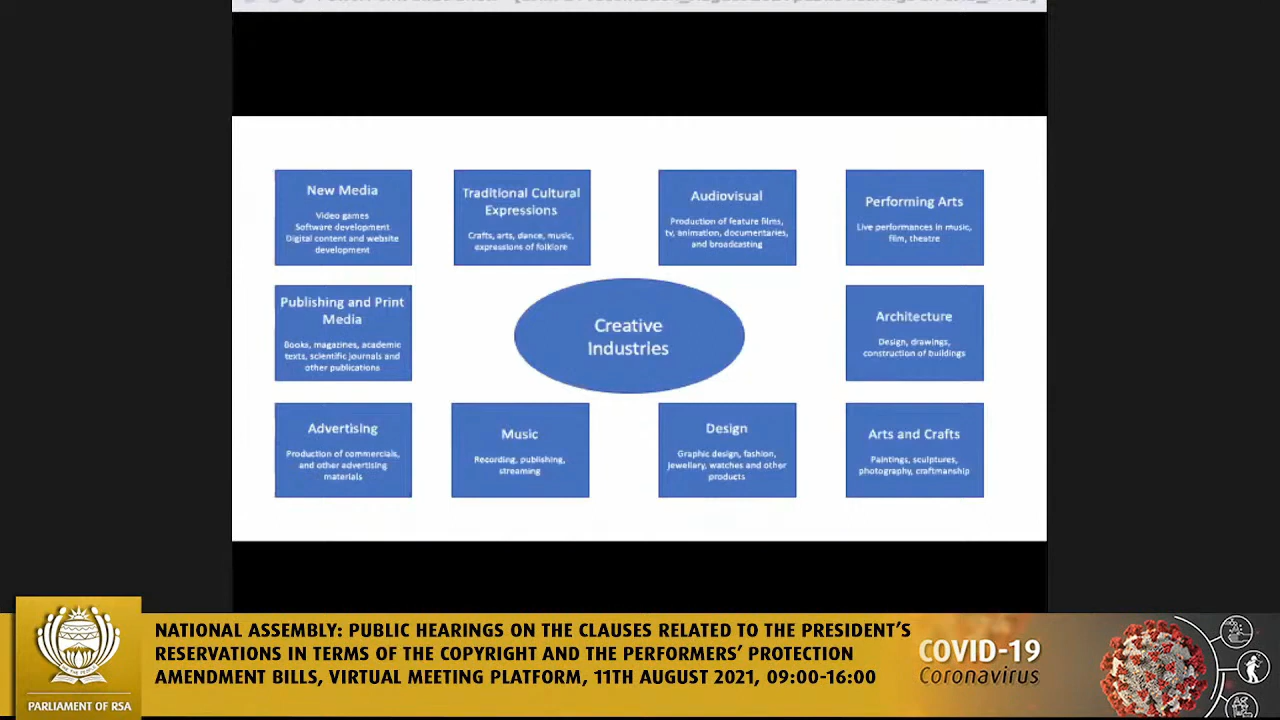 New Media
Video games
Software development
Digital content and website
development
Traditional Cultural
Expressions
Crafts, arts, dance, music,
expressions of folklore
Audiovisual
Production of feature films,
tv, animation, documentaries,
and broadcasting
Performing Arts
Live performances in music,
film, theatre
Publishing and Print
Media
Books, magazines, academic
texts, scientific journals and
other publications
Creative
Industries
Architecture
Design, drawings,
construction of buildings
Advertising
Production of commercials,
and other advertising
materials
Music
Recording, publishing,
streaming
Design
Graphic design, fashion,
jewellery, watches and other
products
Arts and Crafts
Paintings, sculptures,
photography, craftmanship
NATIONAL ASSEMBLY: PUBLIC HEARINGS ON THE CLAUSES RELATED TO THE PRESIDENT'S
RESERVATIONS IN TERMS OF THE COPYRIGHT AND THE PERFORMERS' PROTECTION
AMENDMENT BILLS, VIRTUAL MEETING PLATFORM, 11TH AUGUST 2021, 09:00-16:00
PARLIAMENT OF RSA
COVID-19
Coronavirus